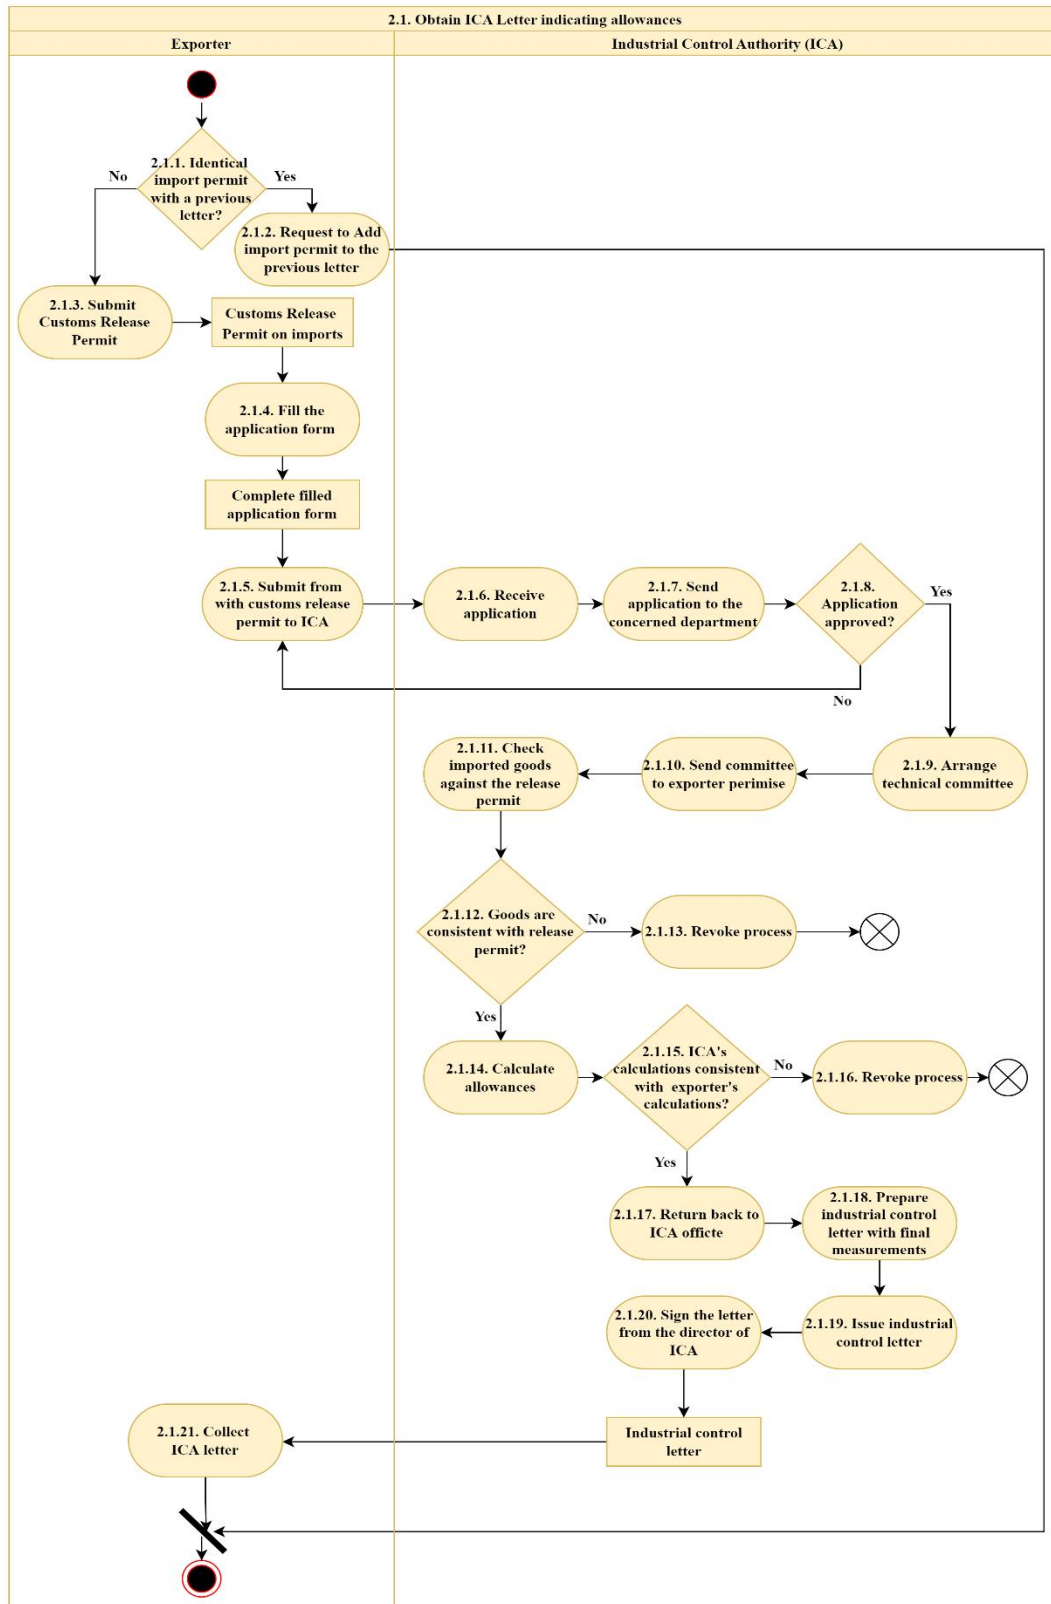 2.1. Obtain ICA Letter indicating allowances
Exporter
Industrial Control Authority (ICA)
2.1.1. Identical
import permit
with a previous
letter?
No
Yes
2.1.2. Request to Add
import permit to the
previous letter
2.1.3. Submit
Customs Release
Permit
Customs Release
Permit on imports
2.1.4. Fill the
application form
Complete filled
application form
2.1.5. Submit from
with customs release
permit to ICA
2.1.6. Receive
application
2.1.7. Send
application to the
concerned department
2.1.8.
Application
approved?
Yes
No
2.1.9. Arrange
technical committee
2.1.10. Send committee
to exporter perimise
2.1.11. Check
imported goods
against the release
permit
2.1.12. Goods are
consistent with release
permit?
No
2.1.13. Revoke process
Yes
2.1.14. Calculate
allowances
2.1.15. ICA's
calculations consistent
with exporter's
calculations?
No
2.1.16. Revoke process
Yes
2.1.17. Return back to
ICA officte
2.1.18. Prepare
industrial control
letter with final
measurements
2.1.19. Issue industrial
control letter
2.1.20. Sign the letter
from the director of
ICA
Industrial control
letter
2.1.21. Collect
ICA letter